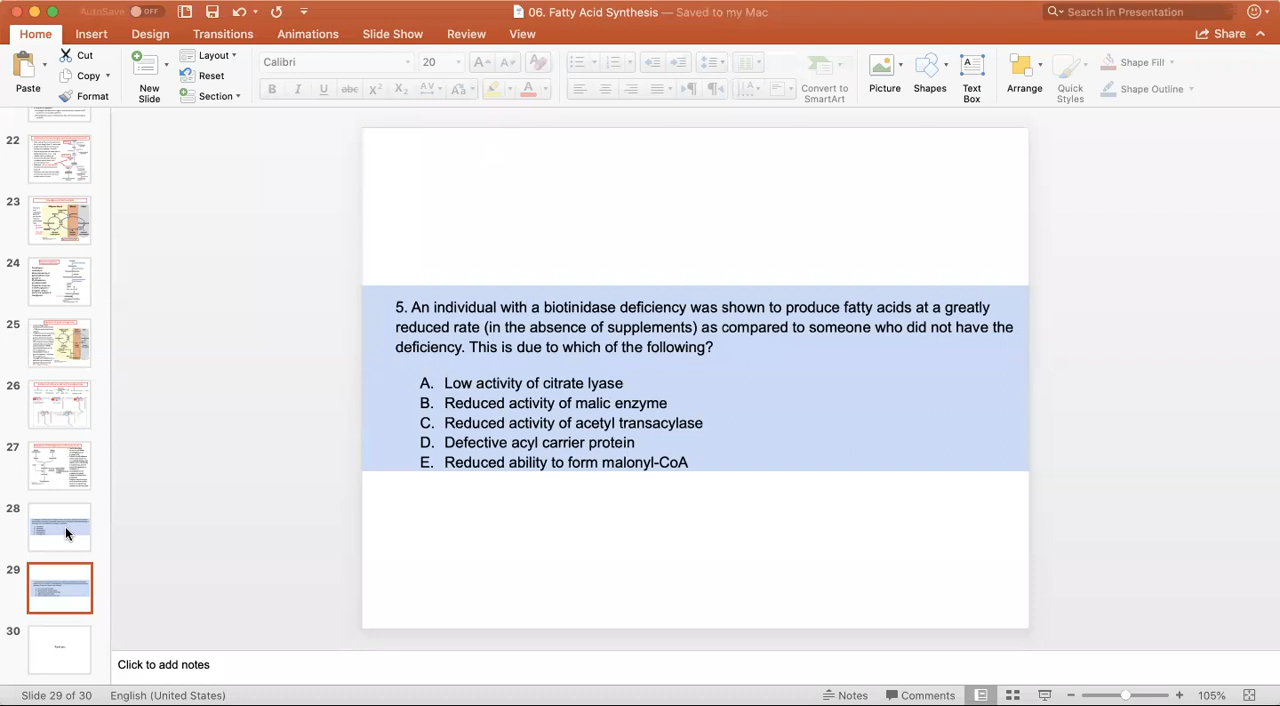 AutoSave OFF
06. Fatty Acid Synthesis — Saved to my Mac
Search in Presentation
Home Insert Design Transitions Animations Slide Show Review View
Share
Paste
Cut
Copy
Format
New Slide
Layout
Reset
Section
Calibri 20
Convert to SmartArt
Picture
Shapes
Text Box
Arrange
Quick Styles
Shape Fill
Shape Outline
22
23
24
25
26
27
28
29
30
5. An individual with a biotinidase deficiency was shown to produce fatty acids at a greatly
reduced rate (in the absence of supplements) as compared to someone who did not have the
deficiency. This is due to which of the following?
A. Low activity of citrate lyase
B. Reduced activity of malic enzyme
C. Reduced activity of acetyl transacylase
D. acyl carrier protein
E. Reduced ability to form malonyl-CoA
Click to add notes
Slide 29 of 30 English (United States)
Notes Comments 105%